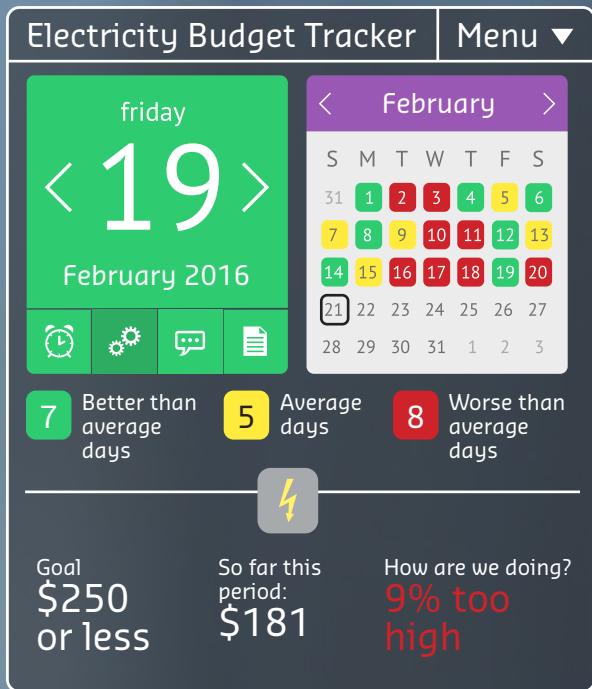 Electricity Budget Tracker
Menu
friday
19
February 2016
February
S M T W T F S
31 1 2 3 4 5 6
7 8 9 10 11 12 13
14 15 16 17 18 19 20
21 22 23 24 25 26 27
28 29 30 31 1 2 3
7
Better than
average
days
5
Average
days
8
Worse than
average
days
Goal
$250
or less
So far this
period:
$181
How are we doing?
9% too
high